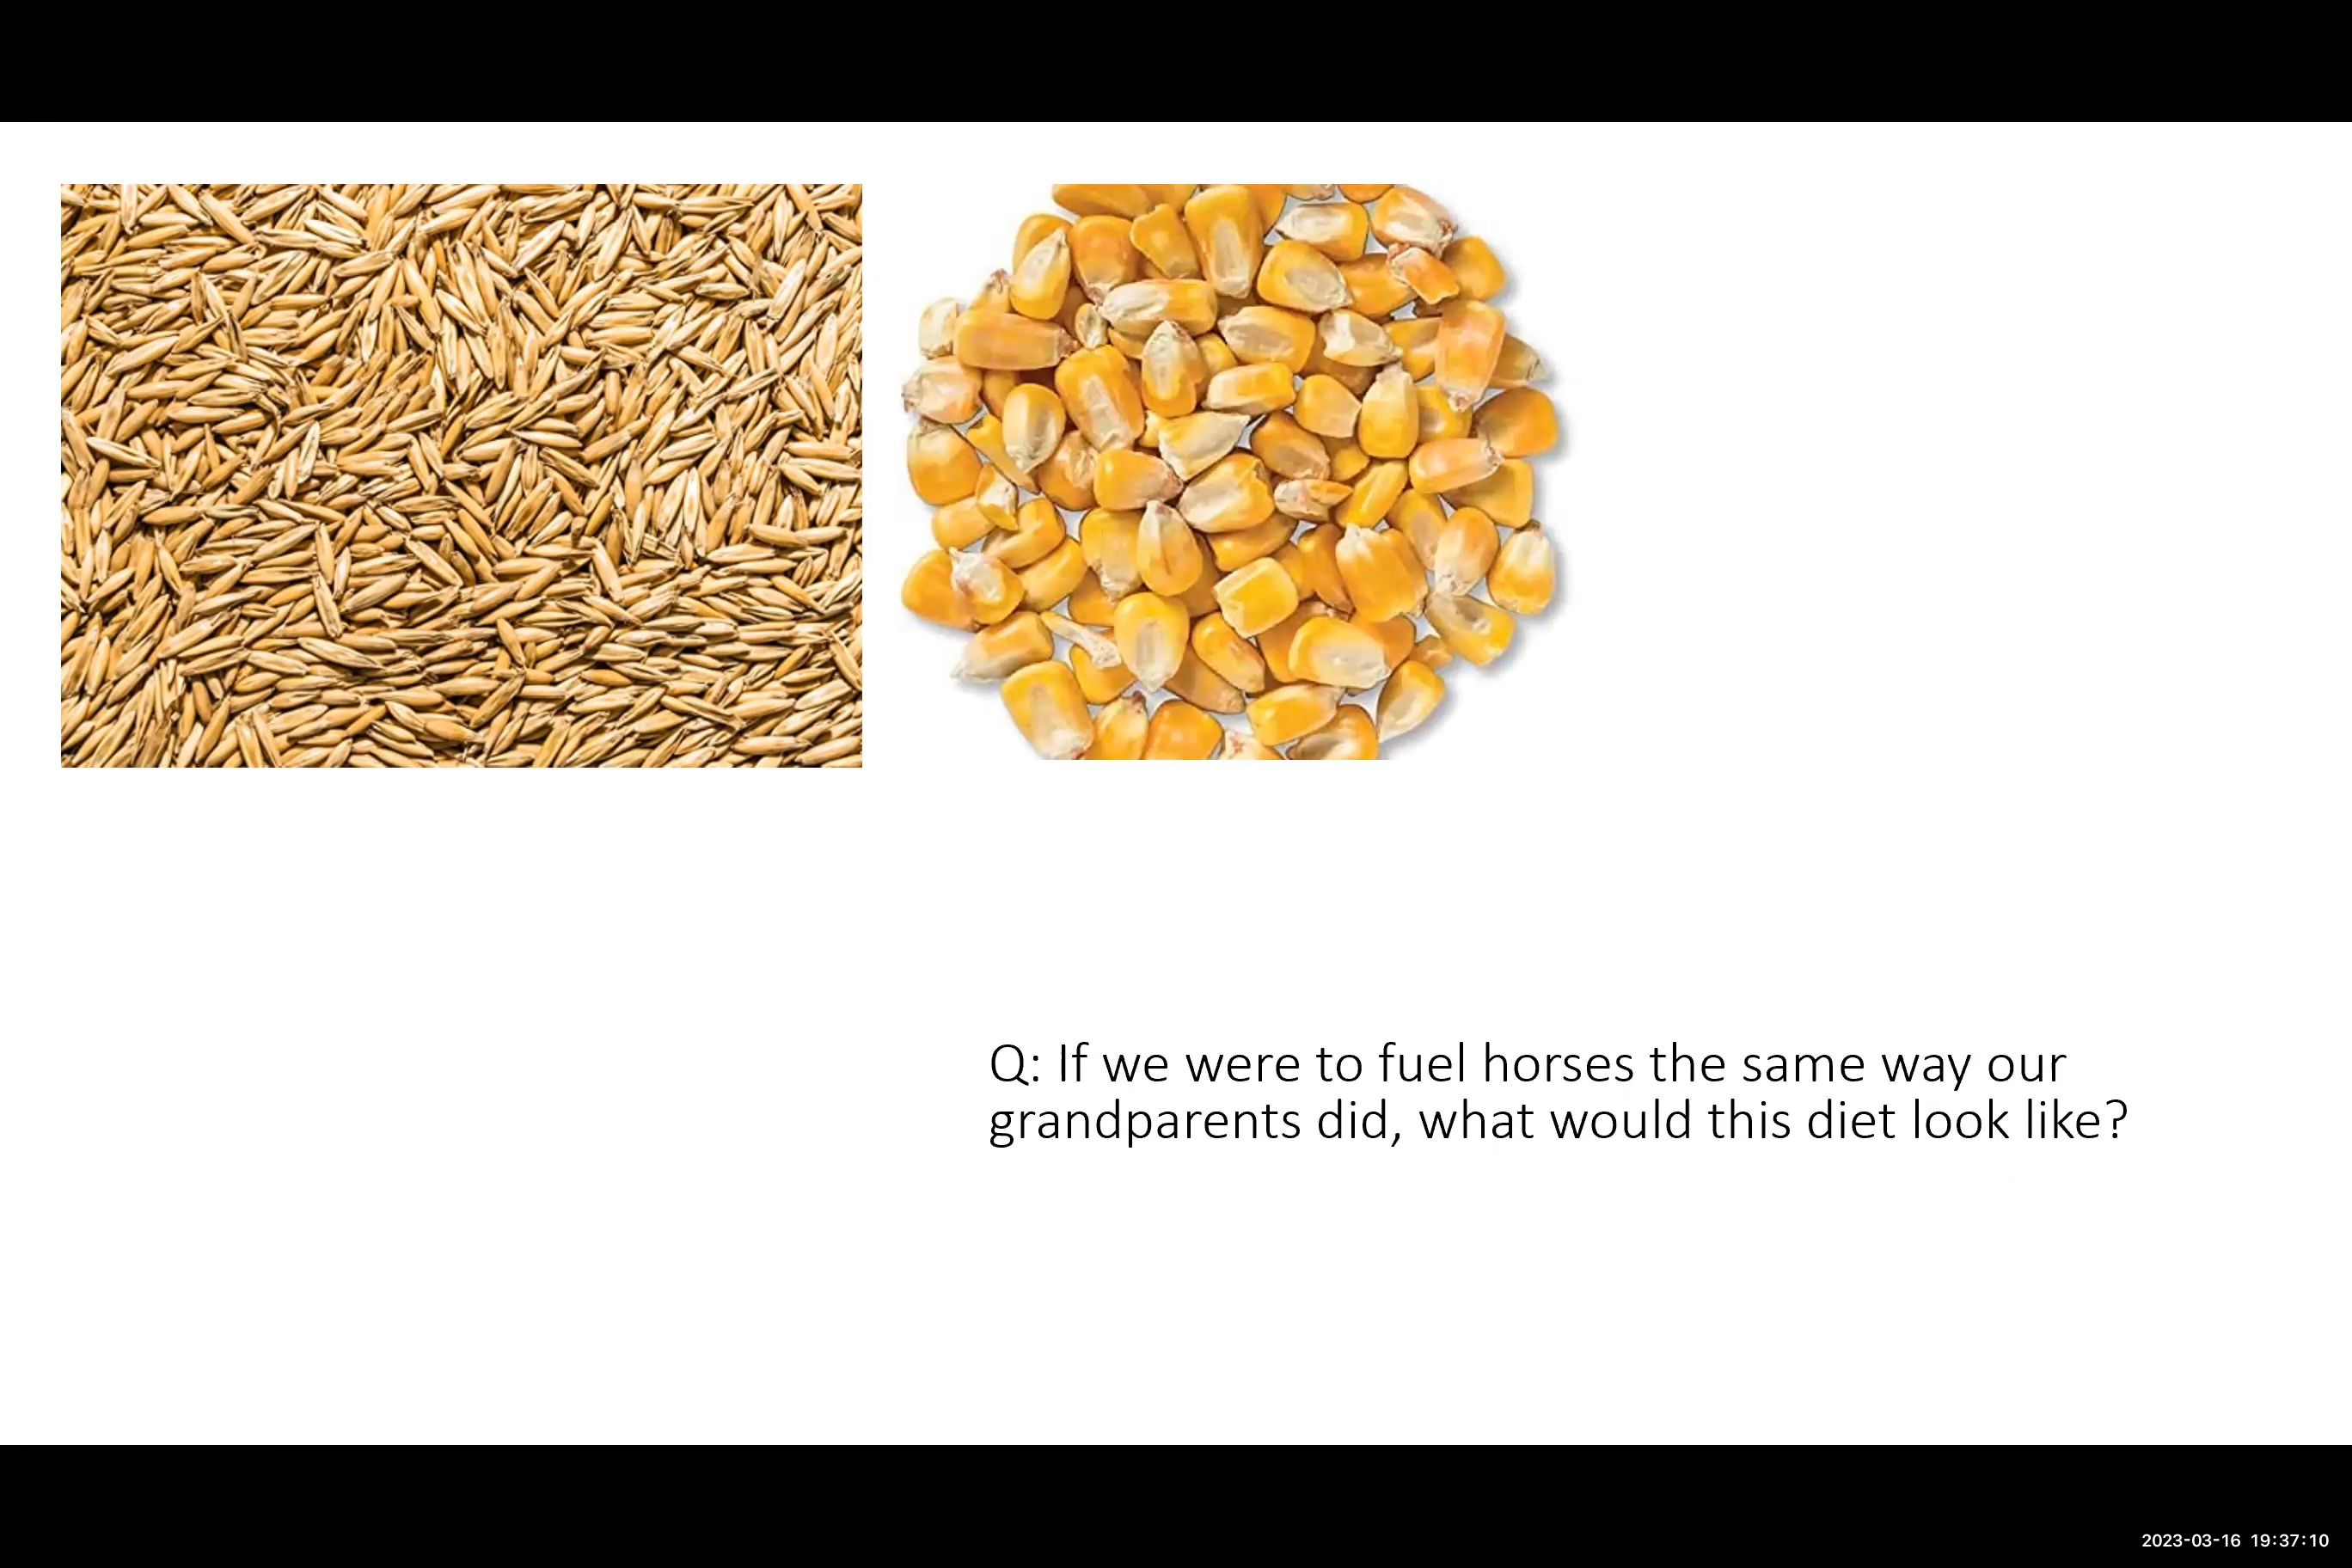 Q: If we were to fuel horses the same way our
grandparents did, what would this diet look like?
2023-03-16 19:37:10